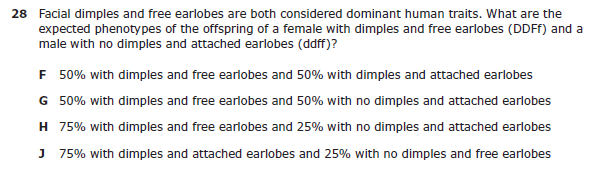 28 Facial dimples and free earlobes are both considered dominant human traits. What are the
expected phenotypes of the offspring of a female with dimples and free earlobes (DDFf) and a
male with no dimples and attached earlobes (ddff)?
F 50% with dimples and free earlobes and 50% with dimples and attached earlobes
G 50% with dimples and free earlobes and 50% with no dimples and attached earlobes
H 75% with dimples and free earlobes and 25% with no dimples and attached earlobes
J 75% with dimples and attached earlobes and 25% with no dimples and free earlobes